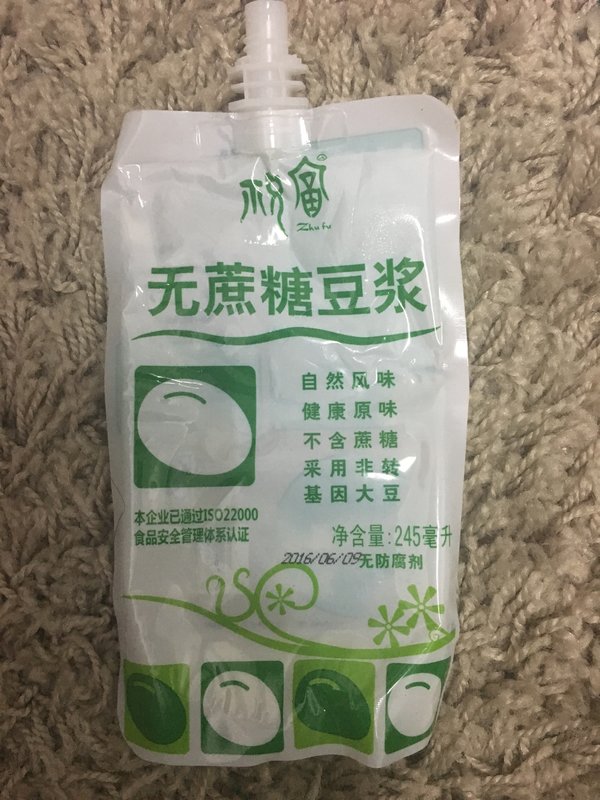 祝富
Zhu fu
无蔗糖豆浆
自然风味
健康原味
不含蔗糖
采用非转
基因大豆
本企业已通过ISO22000
食品安全管理体系认证
净含量:245毫升
2016/06/09无防腐剂